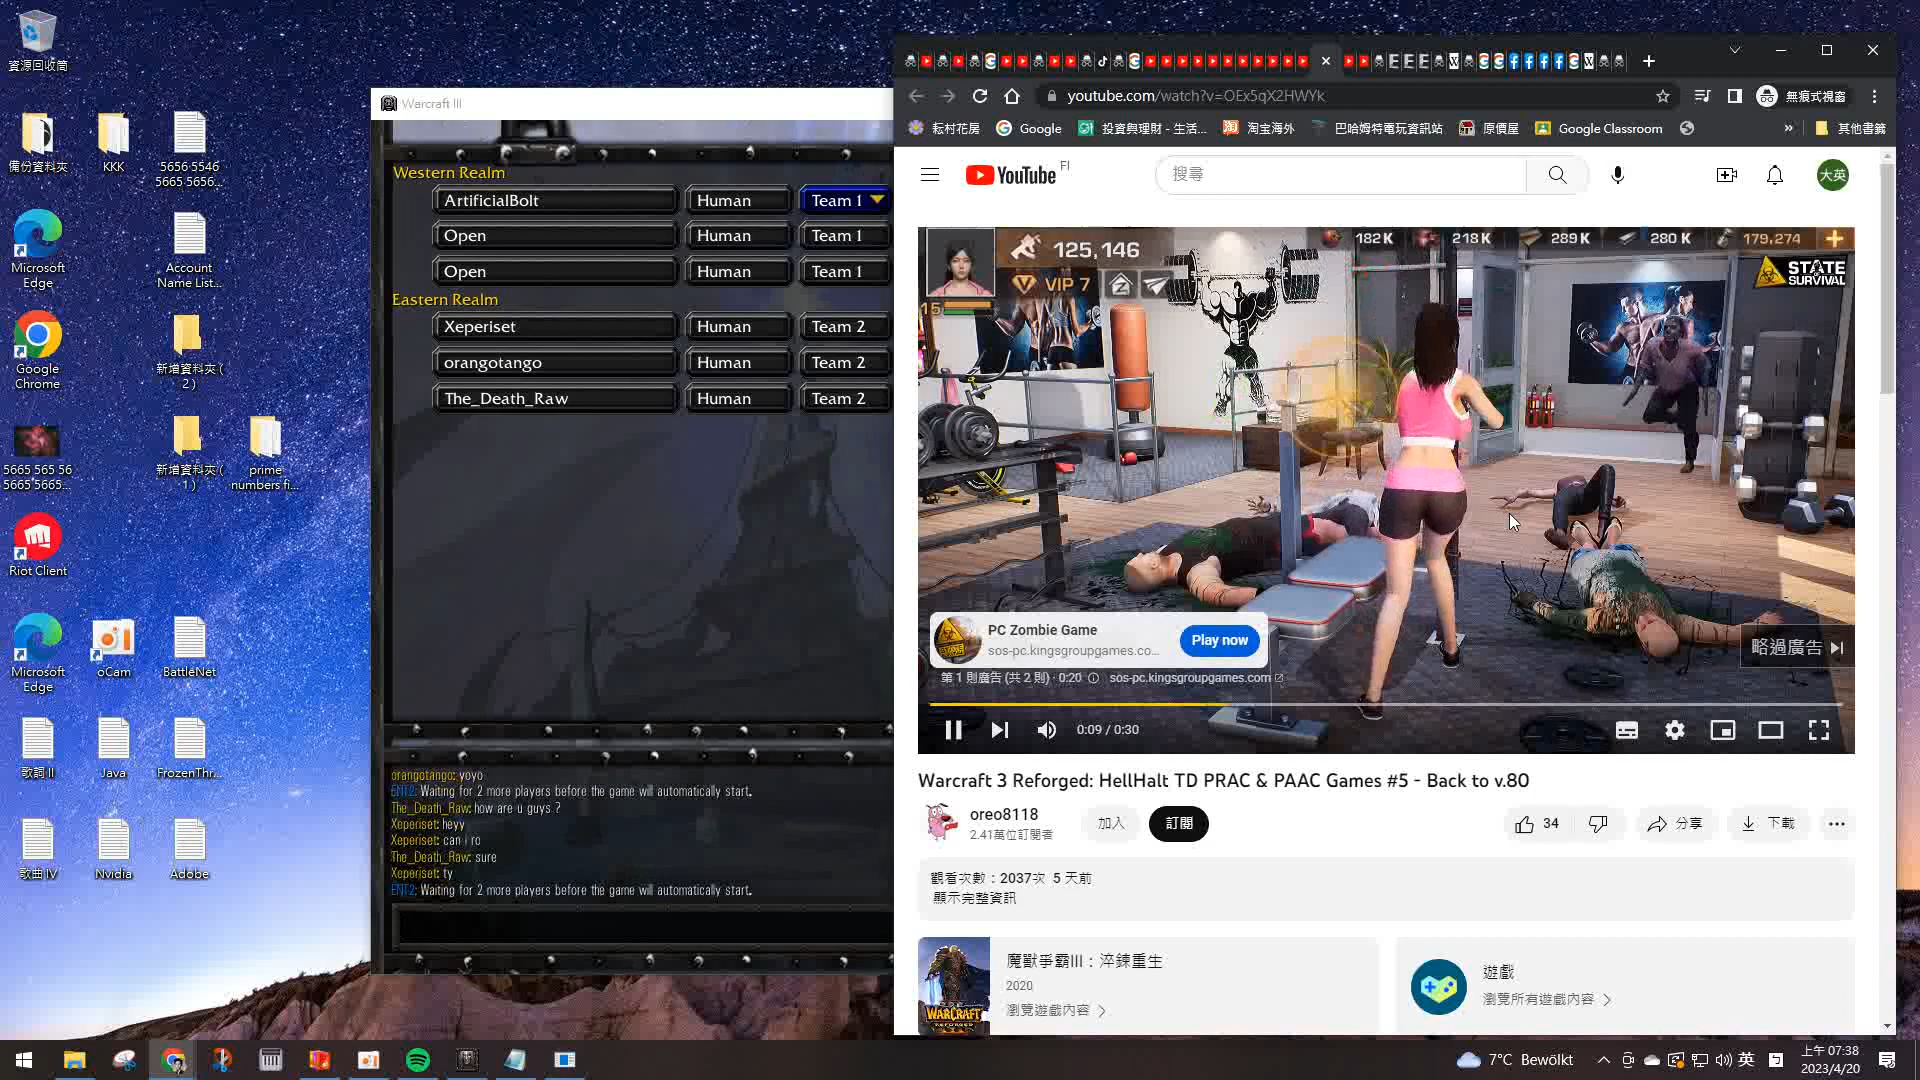 資源回收筒
備份資料夾
KKK
5656 5546
5665 5656...
Microsoft
Edge
Account
Name List...
Google
Chrome
新增資料夾 (
2 )
5665 565 56
5665 5665...
新增資料夾 (
1 )
prime
numbers fi...
Riot Client
Microsoft
Edge
oCam
BattleNet
歌詞 II
Java
FrozenThr...
歌曲 IV
Nvidia
Adobe
Warcraft III
Western Realm
ArtificialBolt Human Team 1
Open Human Team 1
Open Human Team 1
Eastern Realm
Xeperiset Human Team 2
orangotango Human Team 2
The_Death_Raw Human Team 2
orangotango: yoyo
ENT2: Waiting for 2 more players before the game will automatically start.
The_Death_Raw: how are u guys ?
Xeperiset: heyy
Xeperiset: can i ro
The_Death_Raw: sure
Xeperiset: ty
ENT2: Waiting for 2 more players before the game will automatically start.
youtube.com/watch?v=OEx5qX2HWYk
無痕式視窗
耘村花房 Google 投資與理財 - 生活... 淘宝海外 巴哈姆特電玩資訊站 原價屋 Google Classroom » 其他書籤
YouTube FI
搜尋
大英
125,146
182 K 218 K 289 K 280 K 179,274
VIP 7
15
STATE
SURVIVAL
PC Zombie Game
sos-pc.kingsgroupgames.co...
Play now
略過廣告
第 1 則廣告 (共 2 則) · 0:20 sos-pc.kingsgroupgames.com
0:09 / 0:30
Warcraft 3 Reforged: HellHalt TD PRAC & PAAC Games #5 - Back to v.80
oreo8118
2.41萬位訂閱者
加入
訂閱
34
分享
下載
觀看次數：2037次 5 天前
顯示完整資訊
魔獸爭霸III：淬鍊重生
2020
瀏覽遊戲內容
WARCRAFT
REFORGED
遊戲
瀏覽所有遊戲內容
7°C Bewölkt
英
上午 07:38
2023/4/20